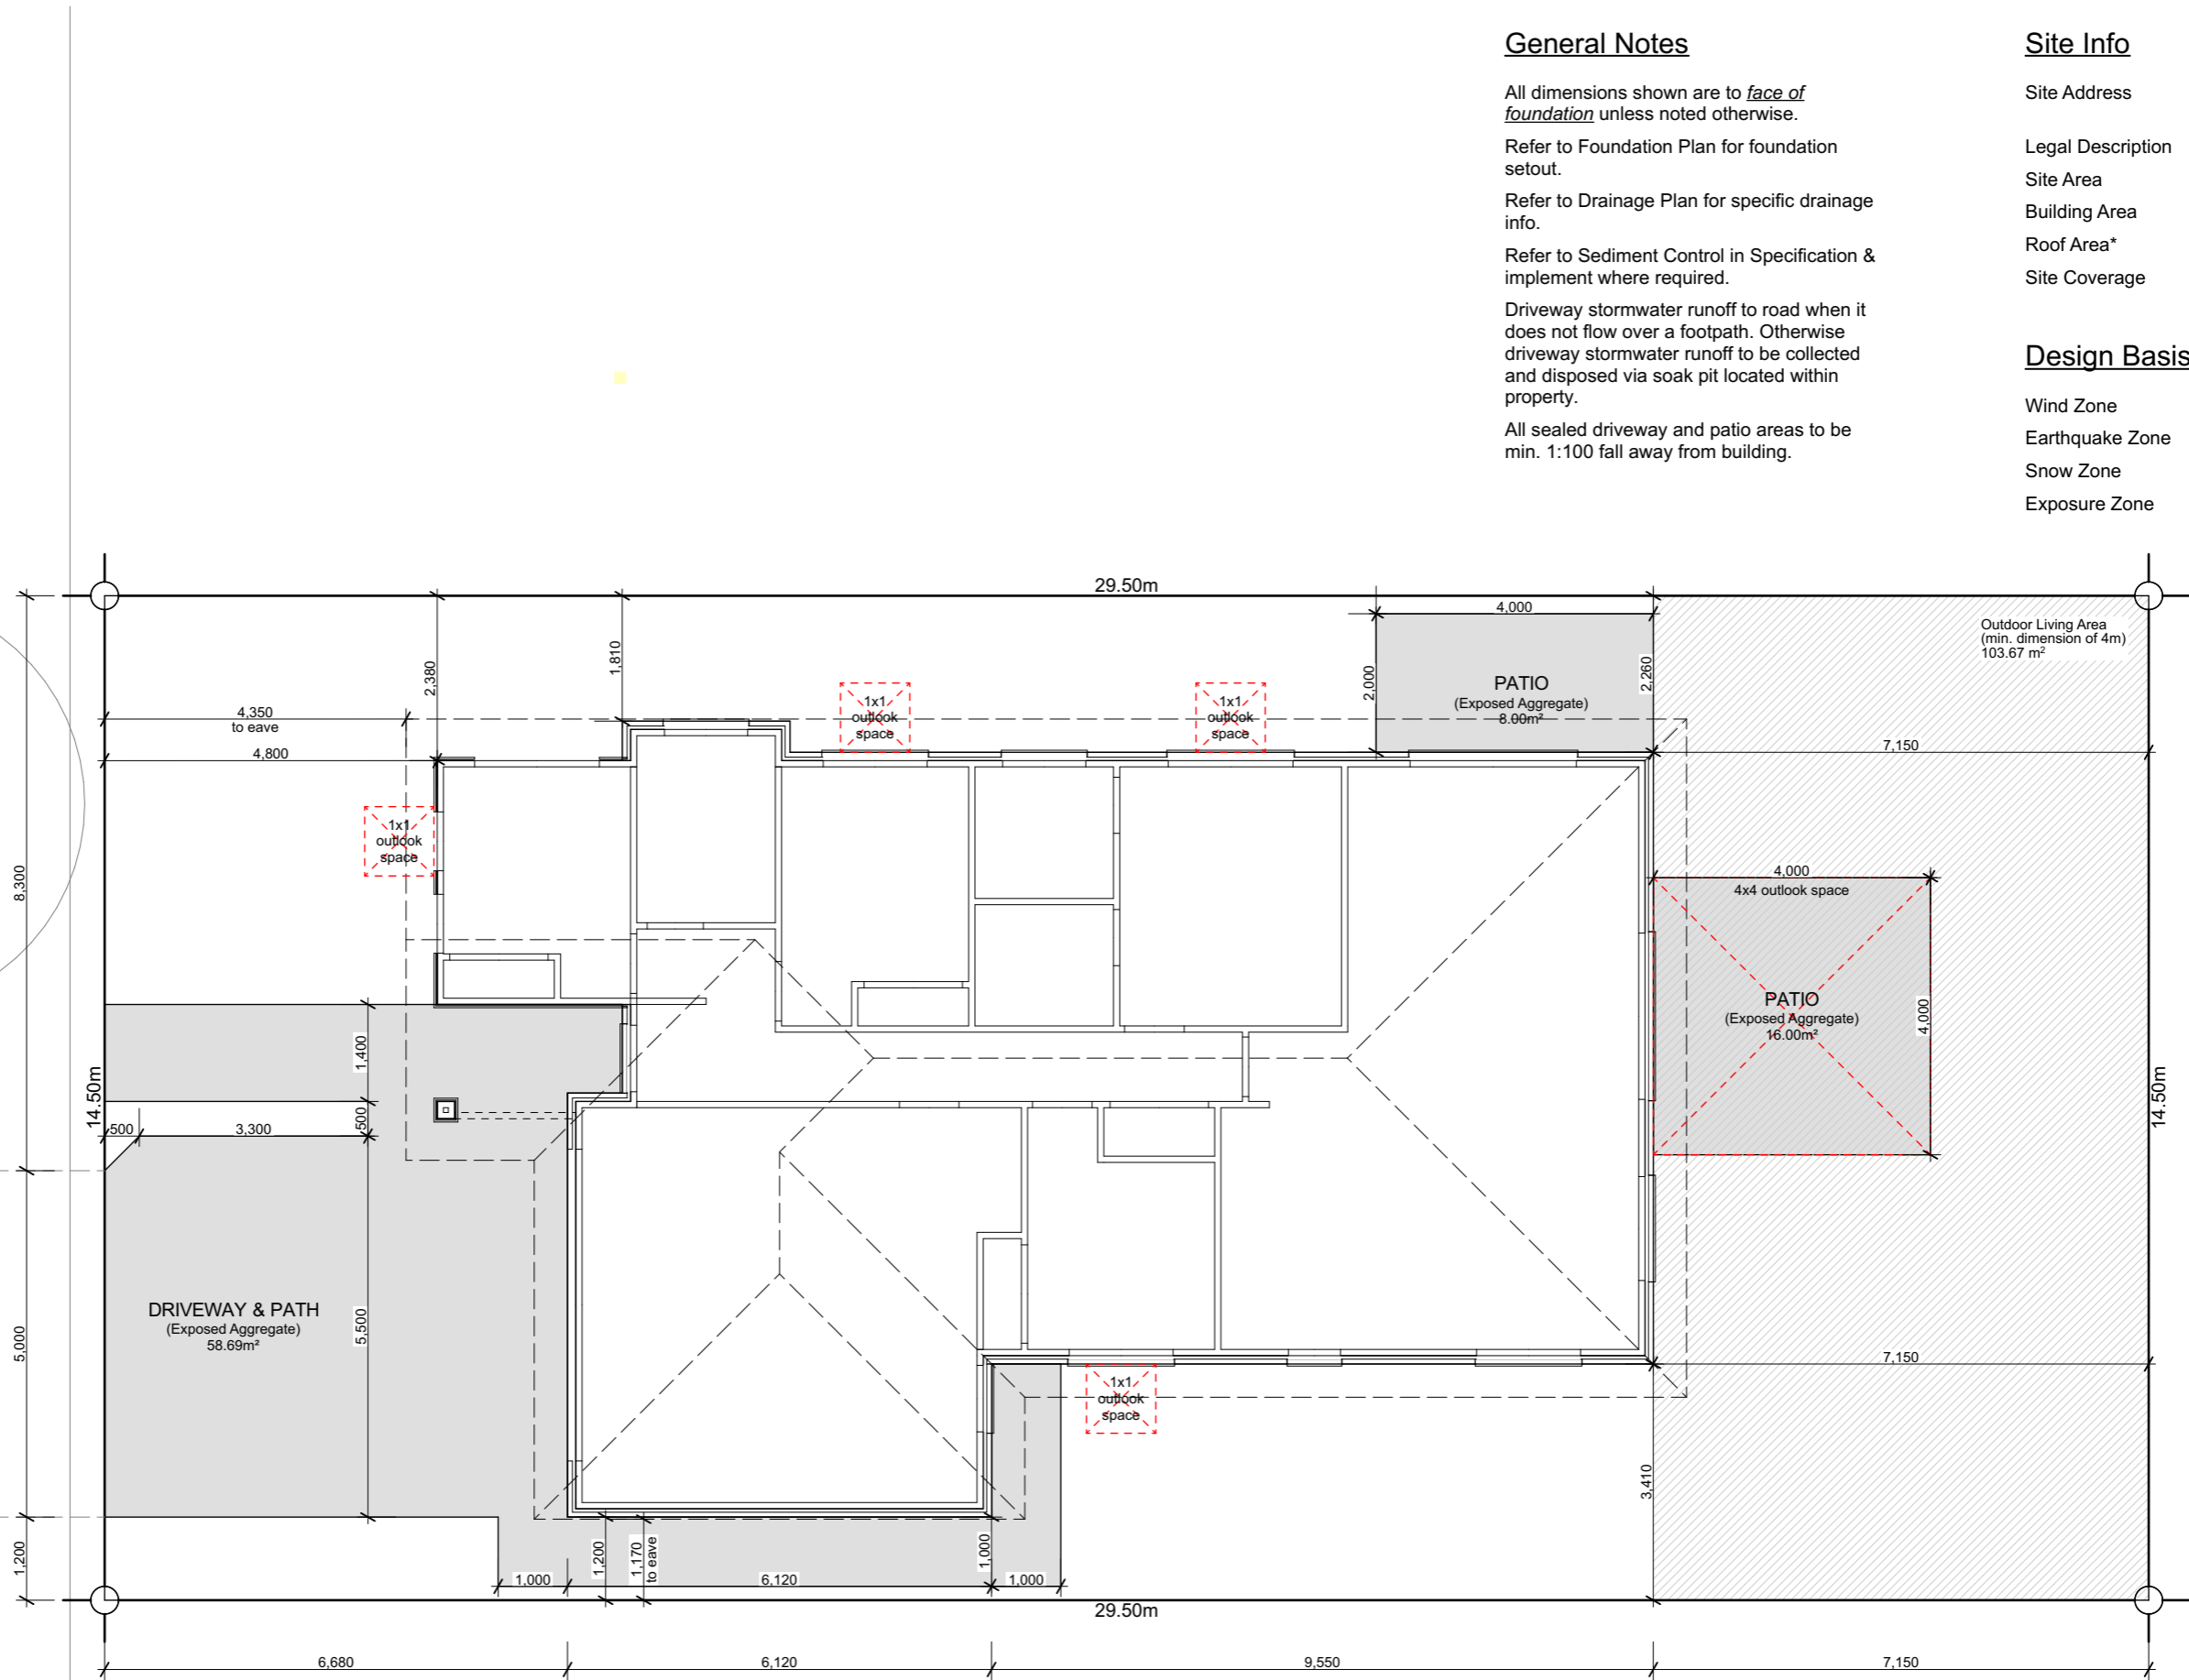 General Notes
All dimensions shown are to face of
foundation unless noted otherwise.
Refer to Foundation Plan for foundation
setout.
Refer to Drainage Plan for specific drainage
info.
Refer to Sediment Control in Specification &
implement where required.
Driveway stormwater runoff to road when it
does not flow over a footpath. Otherwise
driveway stormwater runoff to be collected
and disposed via soak pit located within
property.
All sealed driveway and patio areas to be
min. 1:100 fall away from building.
Site Info
Site Address
Legal Description
Site Area
Building Area
Roof Area*
Site Coverage
Design Basis
Wind Zone
Earthquake Zone
Snow Zone
Exposure Zone
29.50m
4,000
Outdoor Living Area
(min. dimension of 4m)
103.67 m²
2,380
1,810
2,000
2,260
PATIO
(Exposed Aggregate)
8.00m²
1x1
outlook
space
1x1
outlook
space
4,350
to eave
4,800
7,150
1x1
outlook
space
8,300
4,000
4x4 outlook space
PATIO
(Exposed Aggregate)
16.00m²
4,000
1,400
14.50m
14.50m
500
500
3,300
DRIVEWAY & PATH
(Exposed Aggregate)
58.69m²
5,500
5,000
7,150
1x1
outlook
space
3,410
1,200
1,200
1,170
to eave
1,000
1,000
6,120
1,000
29.50m
6,680
6,120
9,550
7,150